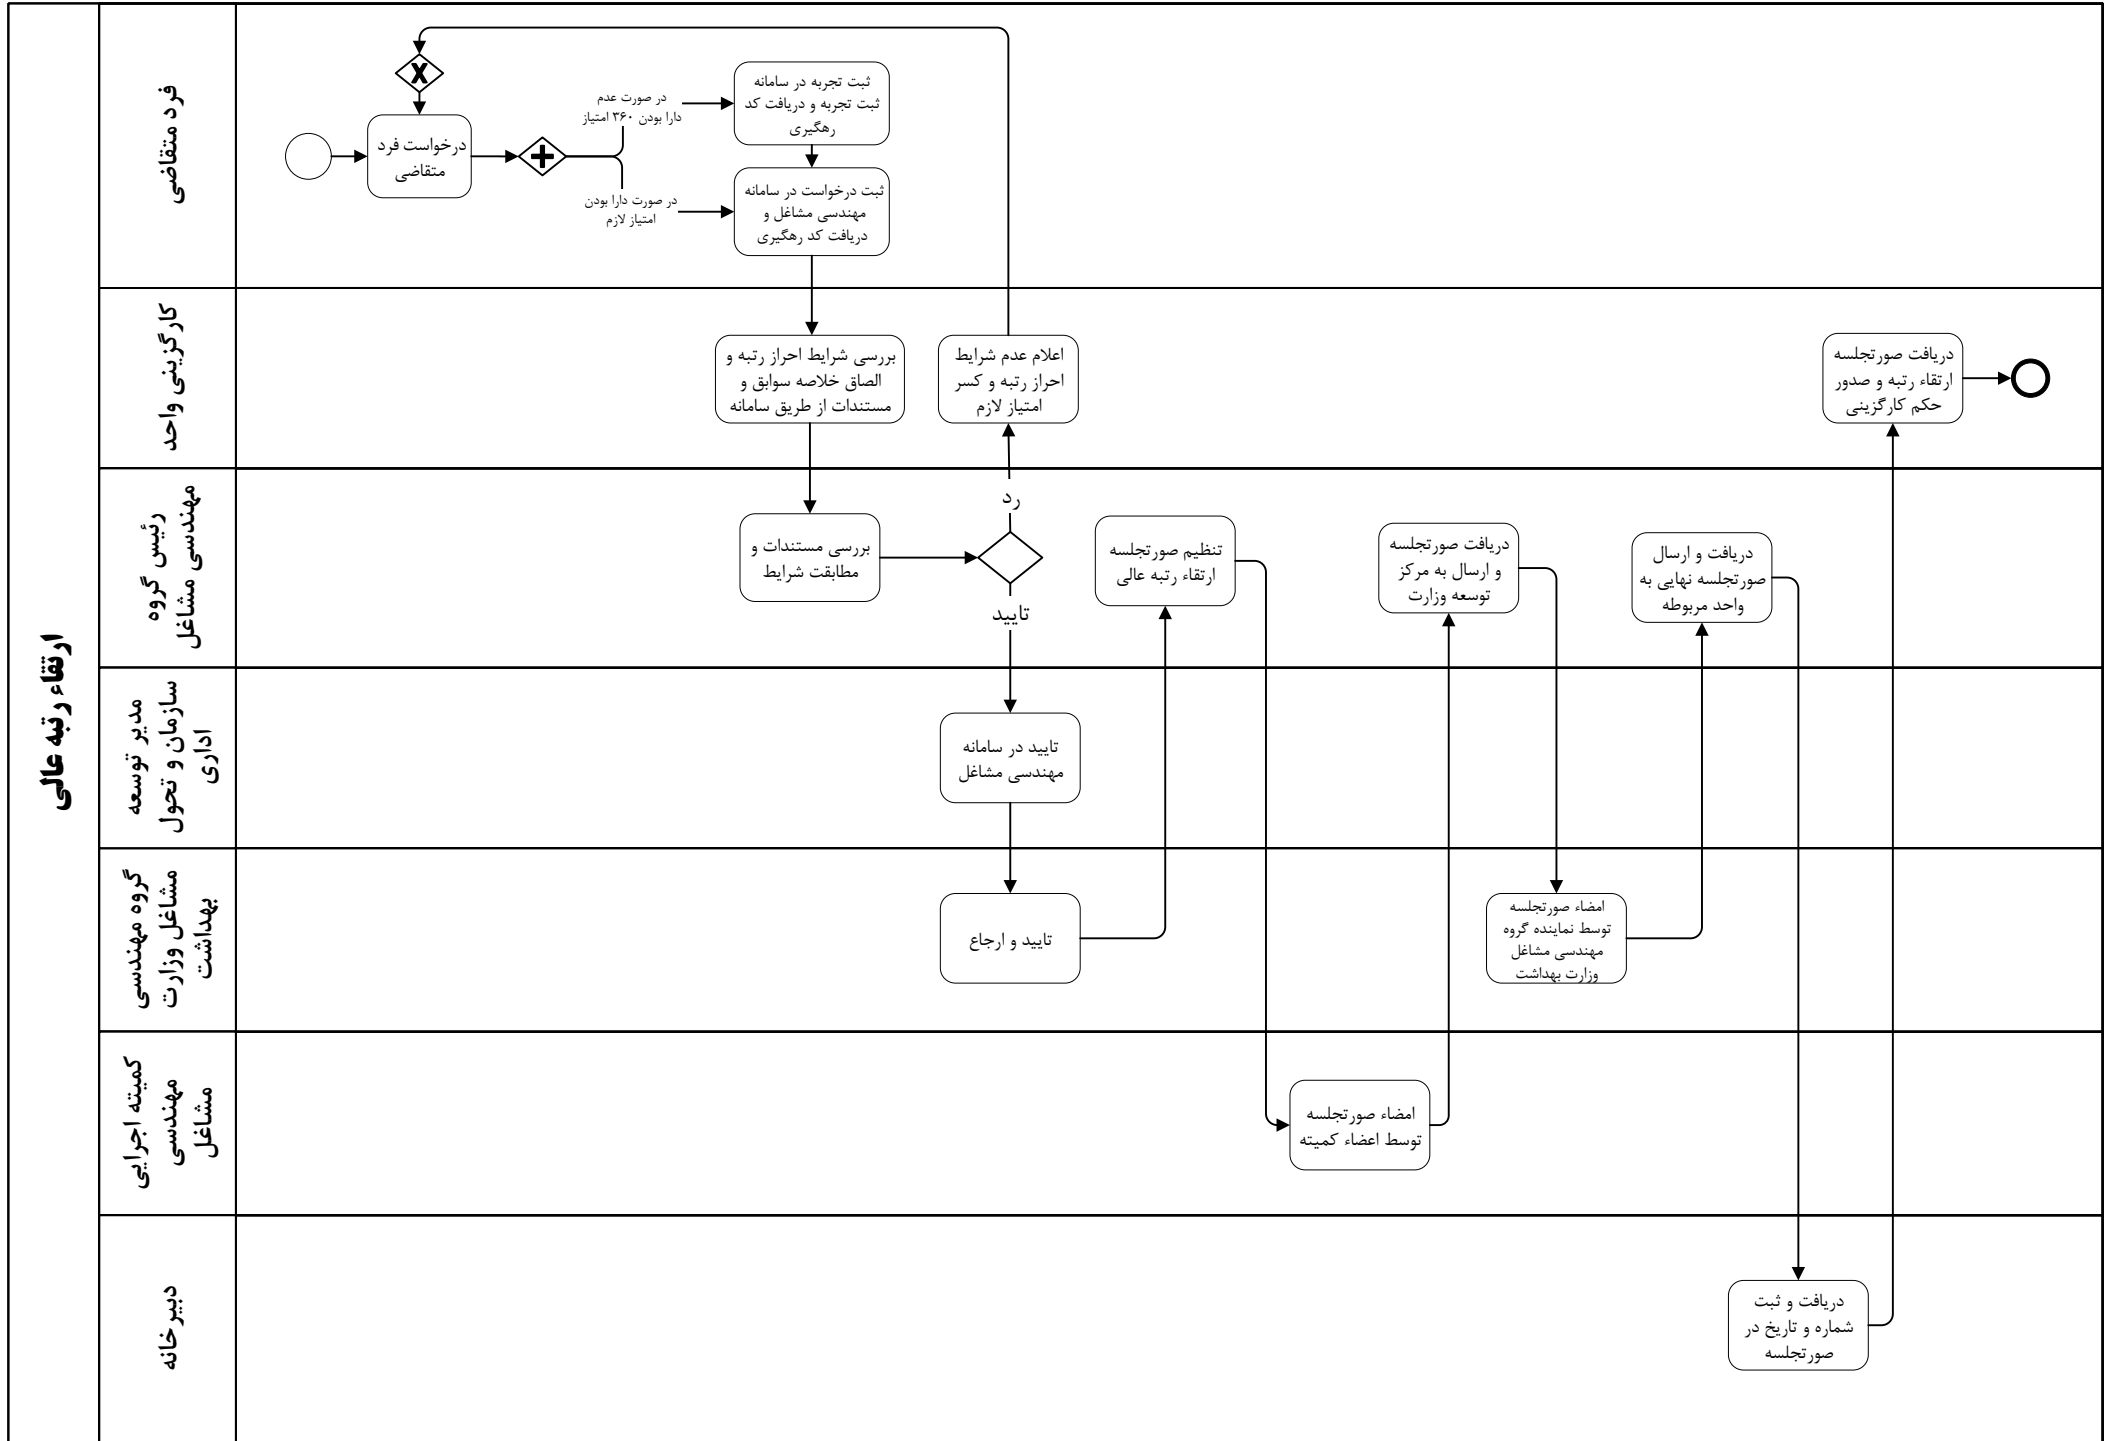 ارتقاء رتبه عالی
فرد متقاضی
درخواست فرد
متقاضی
در صورت عدم
دارا بودن ۳۶۰ امتیاز
در صورت دارا بودن
امتیاز لازم
ثبت تجربه در سامانه
ثبت تجربه و دریافت کد
رهگیری
ثبت درخواست در سامانه
مهندسی مشاغل و
دریافت کد رهگیری
کارگزینی واحد
بررسی شرایط احراز رتبه و
الصاق خلاصه سوابق و
مستندات از طریق سامانه
اعلام عدم شرایط
احراز رتبه و کسر
امتیاز لازم
دریافت صورتجلسه
ارتقاء رتبه و صدور
حکم کارگزینی
رئیس گروه
مهندسی مشاغل
بررسی مستندات و
مطابقت شرایط
رد
تایید
تنظیم صورتجلسه
ارتقاء رتبه عالی
دریافت صورتجلسه
و ارسال به مرکز
توسعه وزارت
دریافت و ارسال
صورتجلسه نهایی به
واحد مربوطه
مدیر توسعه
سازمان و تحول
اداری
تایید در سامانه
مهندسی مشاغل
گروه مهندسی
مشاغل وزارت
بهداشت
تایید و ارجاع
امضاء صورتجلسه
توسط نماینده گروه
مهندسی مشاغل
وزارت بهداشت
کمیته اجرایی
مهندسی
مشاغل
امضاء صورتجلسه
توسط اعضاء کمیته
دبیرخانه
دریافت و ثبت
شماره و تاریخ در
صورتجلسه